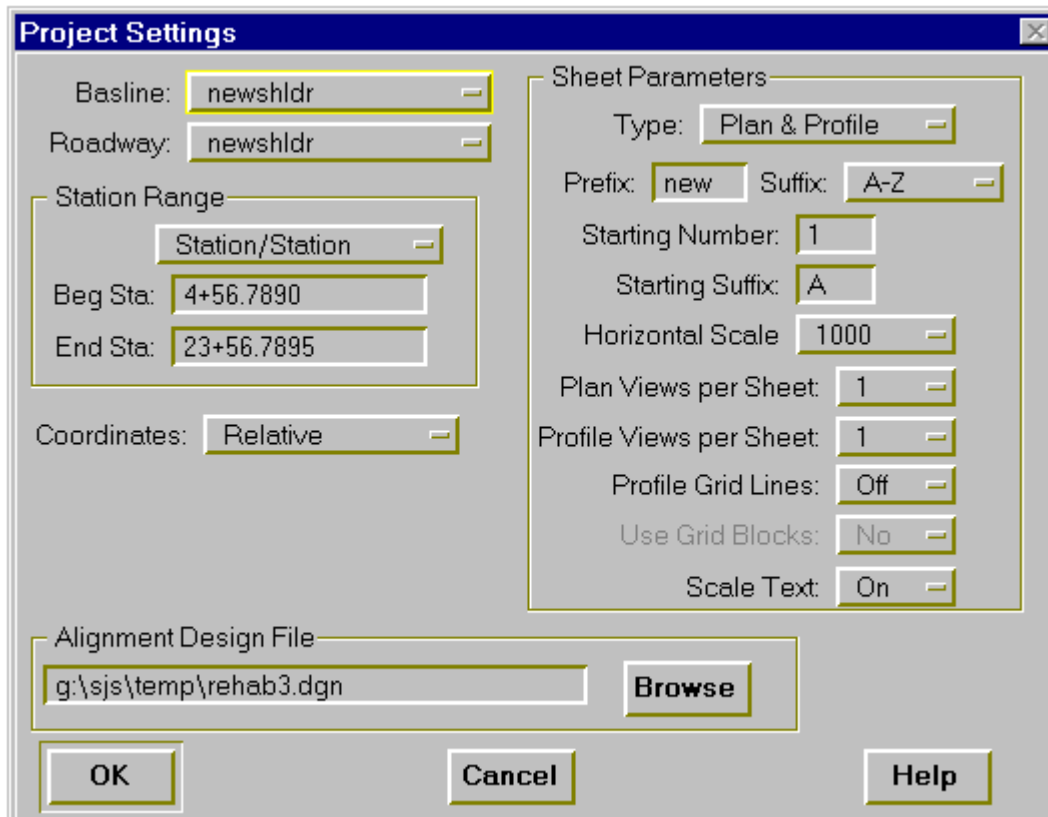 Project Settings
Basline: newshldr
Roadway: newshldr
Station Range
Station/Station
Beg Sta: 4+56.7890
End Sta: 23+56.7895
Coordinates: Relative
Sheet Parameters
Type: Plan & Profile
Prefix: new Suffix: A-Z
Starting Number: 1
Starting Suffix: A
Horizontal Scale 1000
Plan Views per Sheet: 1
Profile Views per Sheet: 1
Profile Grid Lines: Off
Use Grid Blocks: No
Scale Text: On
Alignment Design File
g:\sjs\temp\rehab3.dgn Browse
OK Cancel Help